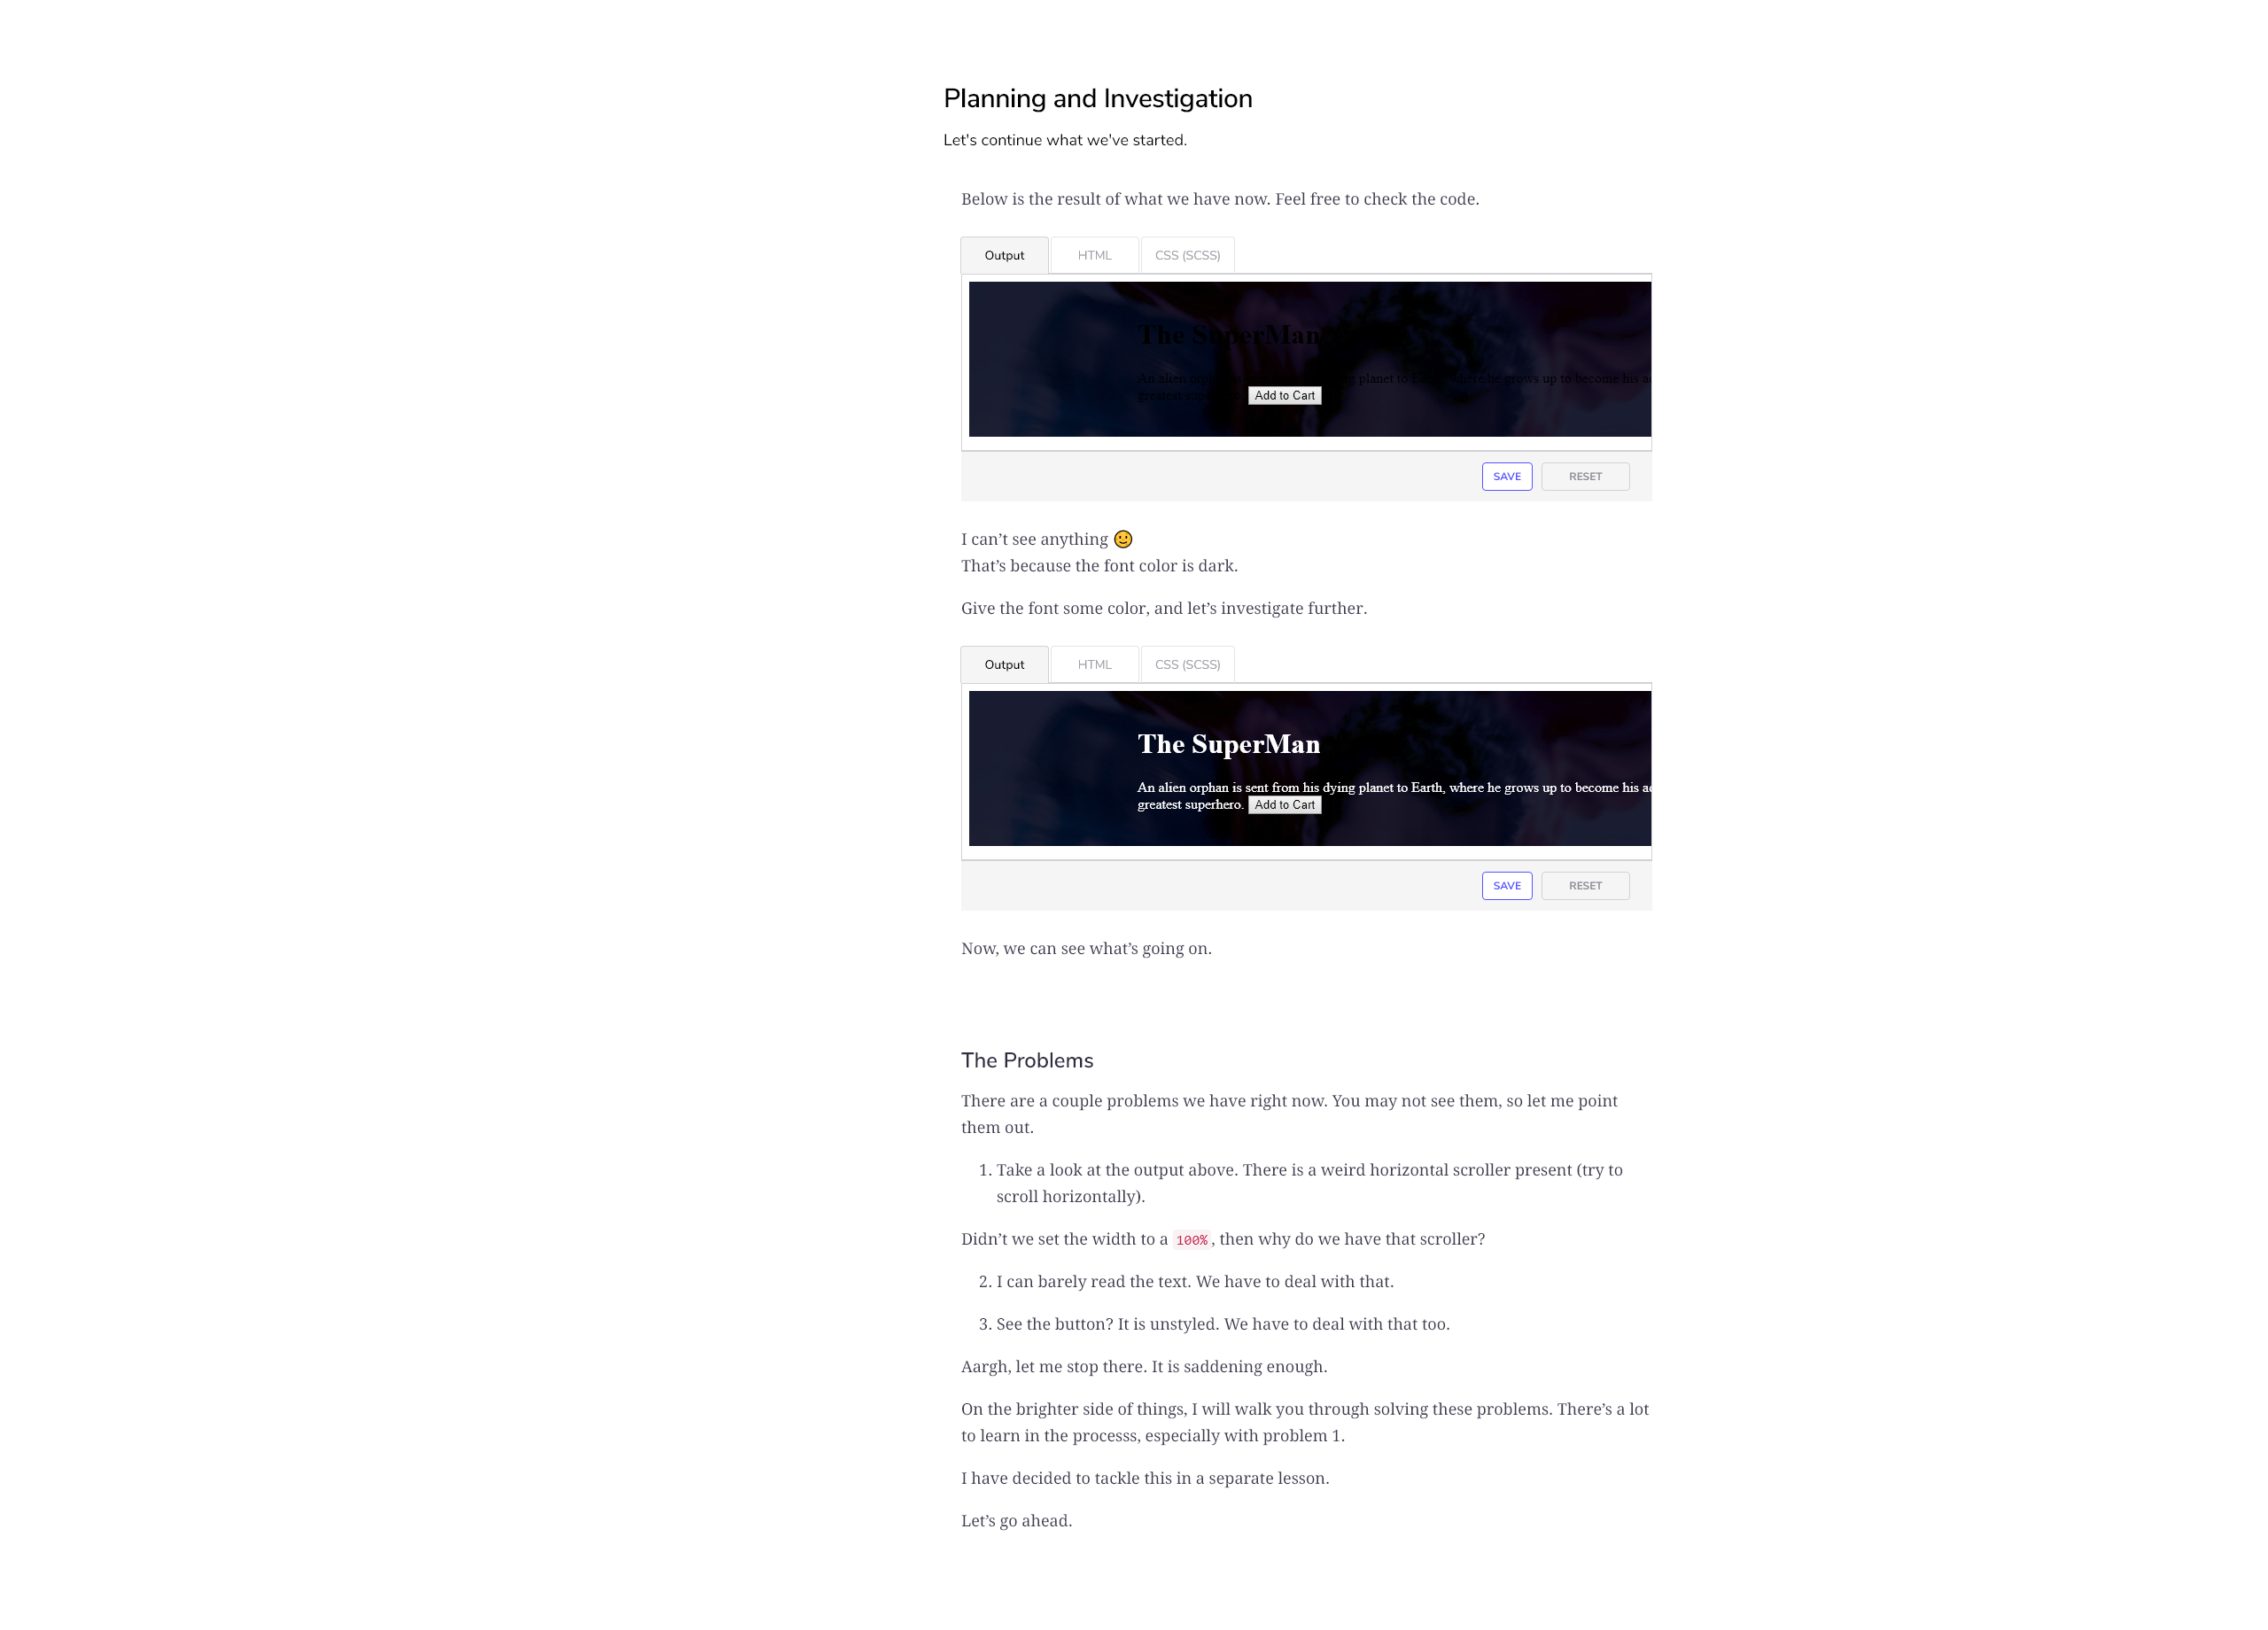 Planning and Investigation
Let's continue what we've started.
Below is the result of what we have now. Feel free to check the code.
Output HTML CSS (SCSS)
The SuperMan
An alien planet to where he grows up to become his
greatest Add to Cart
SAVE RESET
I can’t see anything 🙂
That’s because the font color is dark.
Give the font some color, and let’s investigate further.
Output HTML CSS (SCSS)
The SuperMan
An alien orphan is sent from his dying planet to Earth, where he grows up to become his
greatest superhero. Add to Cart
SAVE RESET
Now, we can see what’s going on.
The Problems
There are a couple problems we have right now. You may not see them, so let me point
them out.
1. Take a look at the output above. There is a weird horizontal scroller present (try to
scroll horizontally).
Didn’t we set the width to a 100%, then why do we have that scroller?
2. I can barely read the text. We have to deal with that.
3. See the button? It is unstyled. We have to deal with that too.
Aargh, let me stop there. It is saddening enough.
On the brighter side of things, I will walk you through solving these problems. There’s a lot
to learn in the processs, especially with problem 1.
I have decided to tackle this in a separate lesson.
Let’s go ahead.